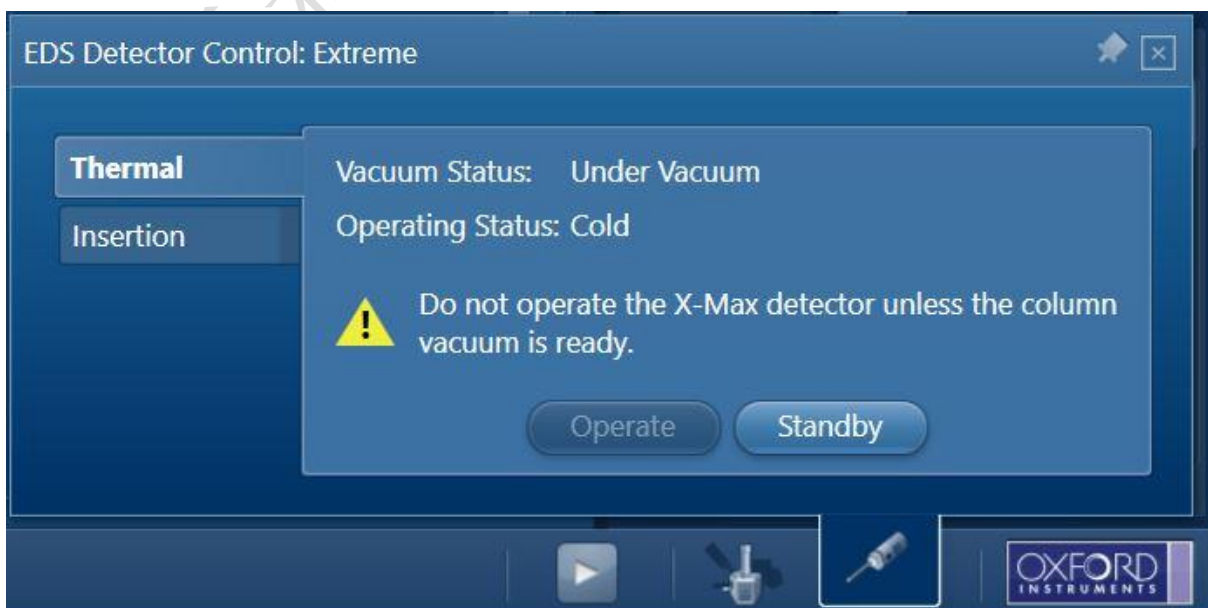 EDS Detector Control: Extreme
Thermal
Insertion
Vacuum Status: Under Vacuum
Operating Status: Cold
Do not operate the X-Max detector unless the column
vacuum is ready.
Operate
Standby
OXFORD
INSTRUMENTS